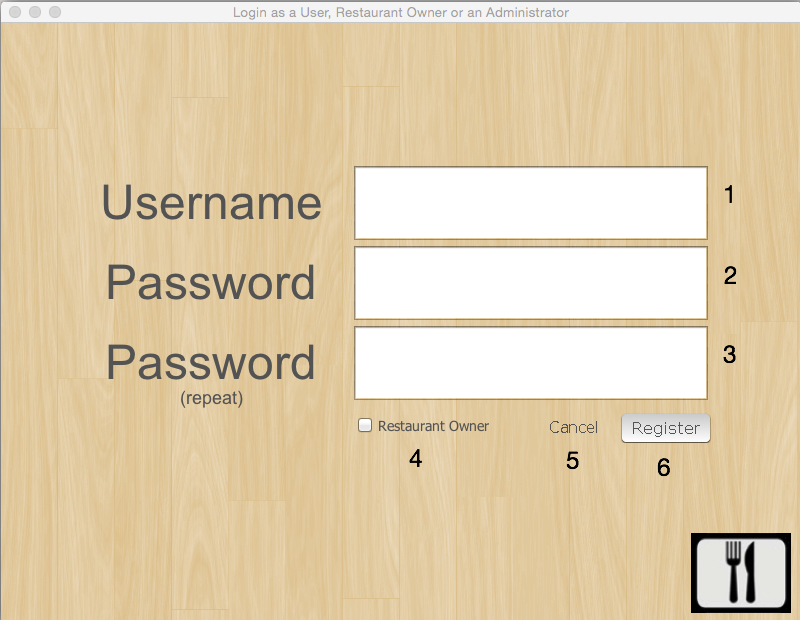 Login as a User, Restaurant Owner or an Administrator
Username 1
Password 2
Password 3
(repeat)
Restaurant Owner Cancel Register
4 5 6